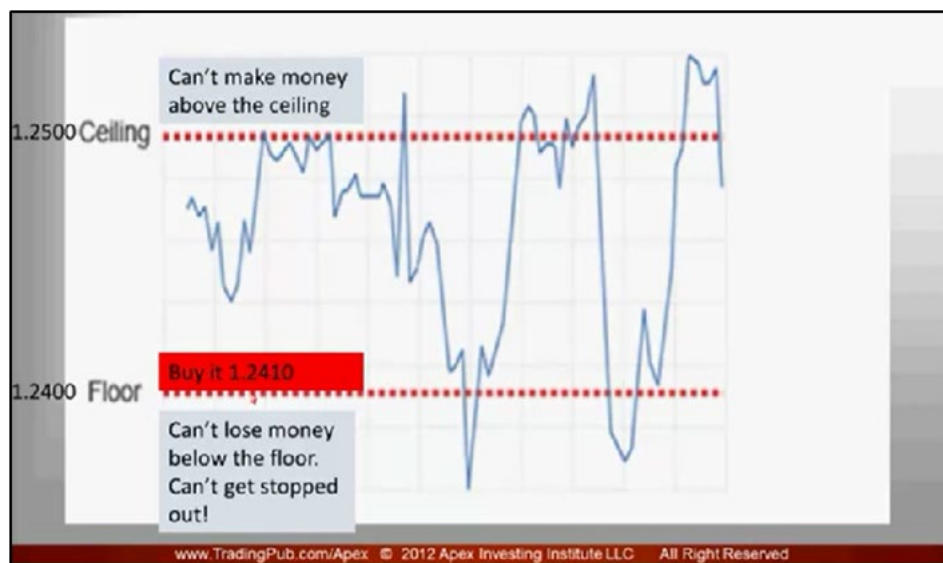 Can't make money
above the ceiling
1.2500 Ceiling
Buy it 1.2410
1.2400 Floor
Can't lose money
below the floor.
Can't get stopped
out!
www.TradingPub.com/Apex © 2012 Apex Investing Institute LLC All Right Reserved